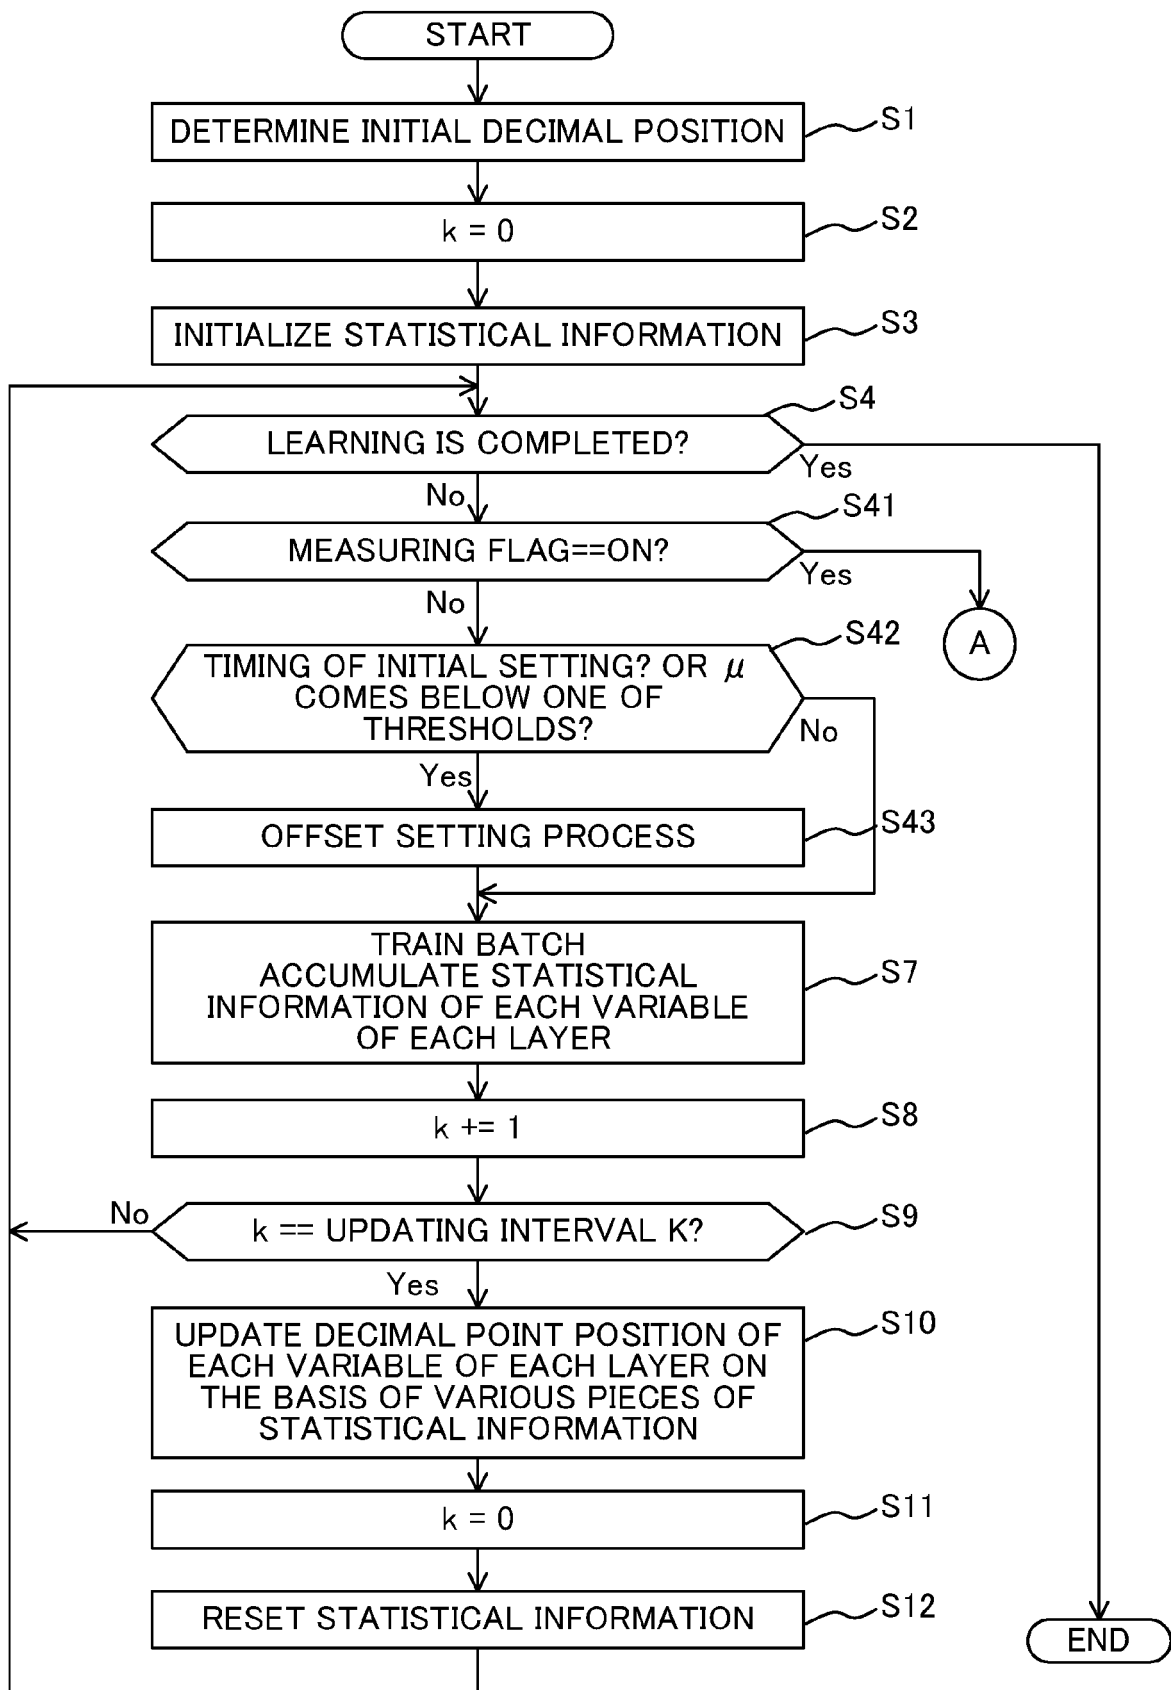 START
DETERMINE INITIAL DECIMAL POSITION
S1
k = 0
S2
INITIALIZE STATISTICAL INFORMATION
S3
LEARNING IS COMPLETED?
S4
Yes
No
MEASURING FLAG==ON?
S41
Yes
No
A
TIMING OF INITIAL SETTING? OR μ
COMES BELOW ONE OF
THRESHOLDS?
S42
No
Yes
OFFSET SETTING PROCESS
S43
TRAIN BATCH
ACCUMULATE STATISTICAL
INFORMATION OF EACH VARIABLE
OF EACH LAYER
S7
k += 1
S8
No
k == UPDATING INTERVAL K?
S9
Yes
UPDATE DECIMAL POINT POSITION OF
EACH VARIABLE OF EACH LAYER ON
THE BASIS OF VARIOUS PIECES OF
STATISTICAL INFORMATION
S10
k = 0
S11
RESET STATISTICAL INFORMATION
S12
END